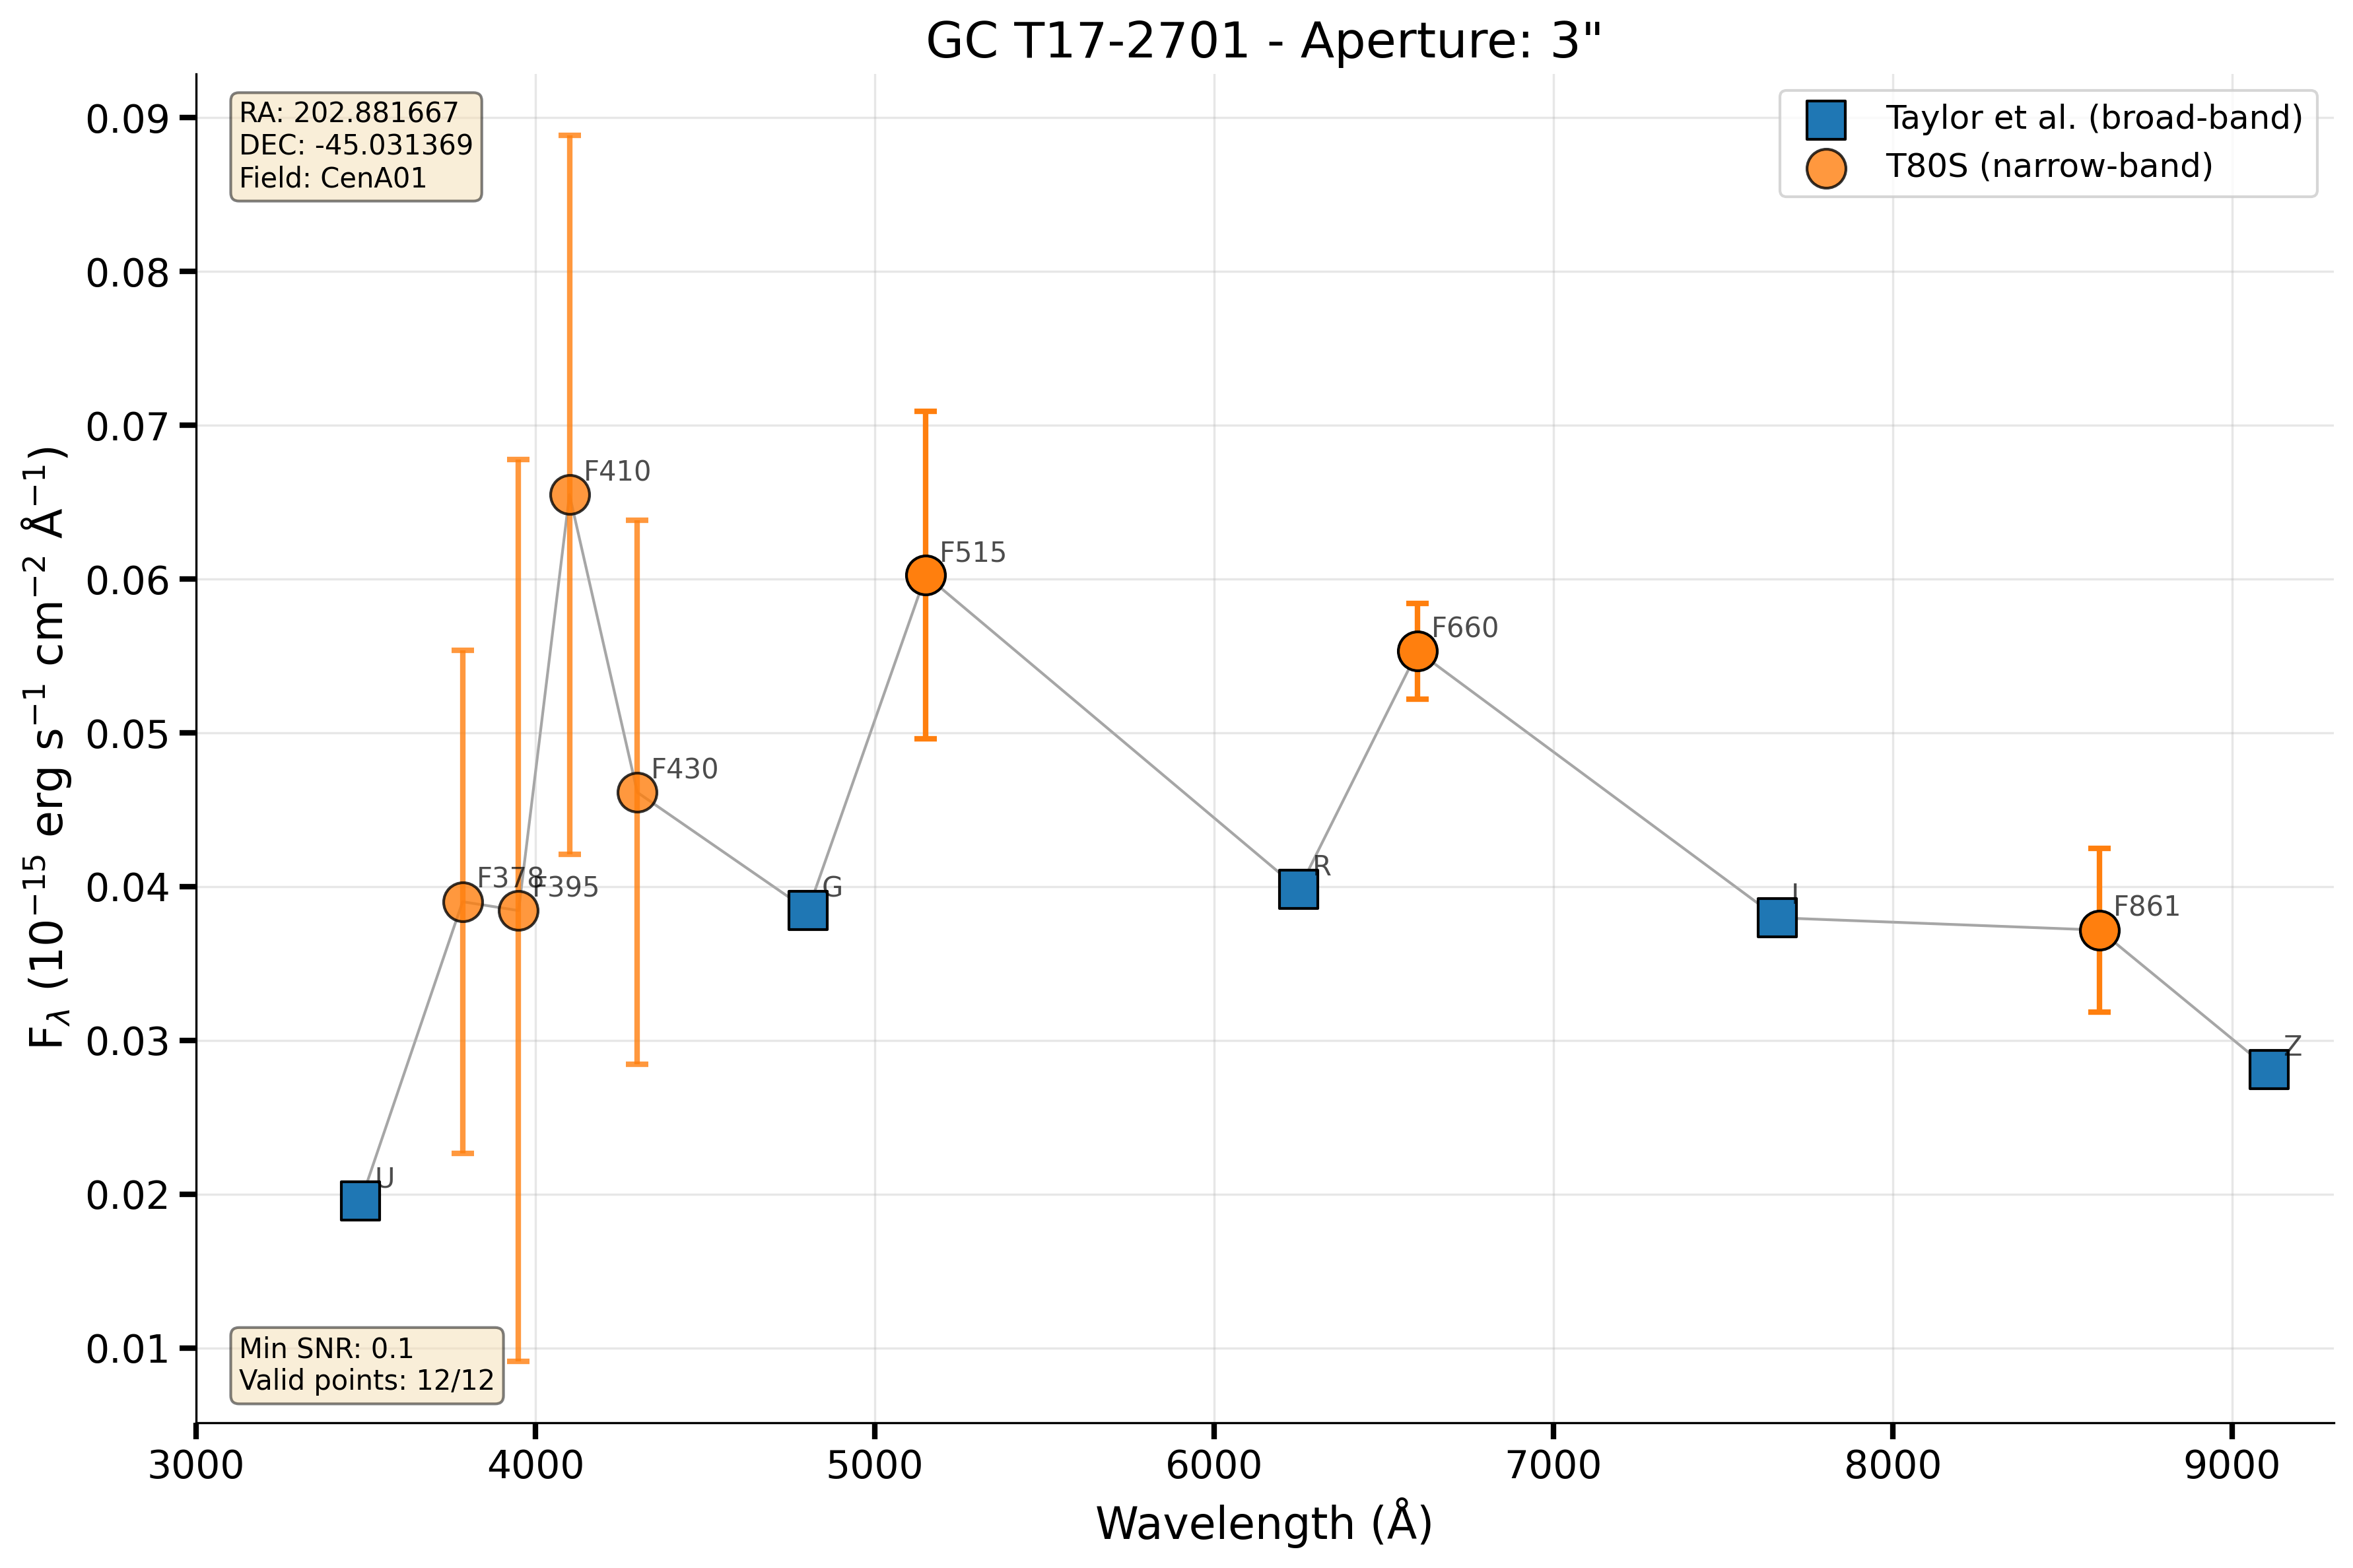 GC T17-2701 - Aperture: 3"
RA: 202.881667
DEC: -45.031369
Field: CenA01
Taylor et al. (broad-band)
T80S (narrow-band)
0.09
0.08
0.07
0.06
0.05
0.04
0.03
0.02
0.01
F410
F515
F660
F430
F378
F395
G
R
I
F861
Z
U
Min SNR: 0.1
Valid points: 12/12
3000 4000 5000 6000 7000 8000 9000
Wavelength (Å)
Fλ (10⁻¹⁵ erg s⁻¹ cm⁻² Å⁻¹)